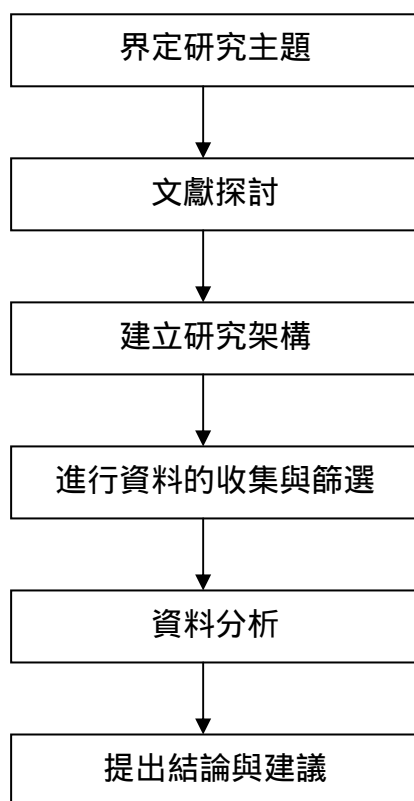 界定研究主題
文獻探討
建立研究架構
進行資料的收集與篩選
資料分析
提出結論與建議